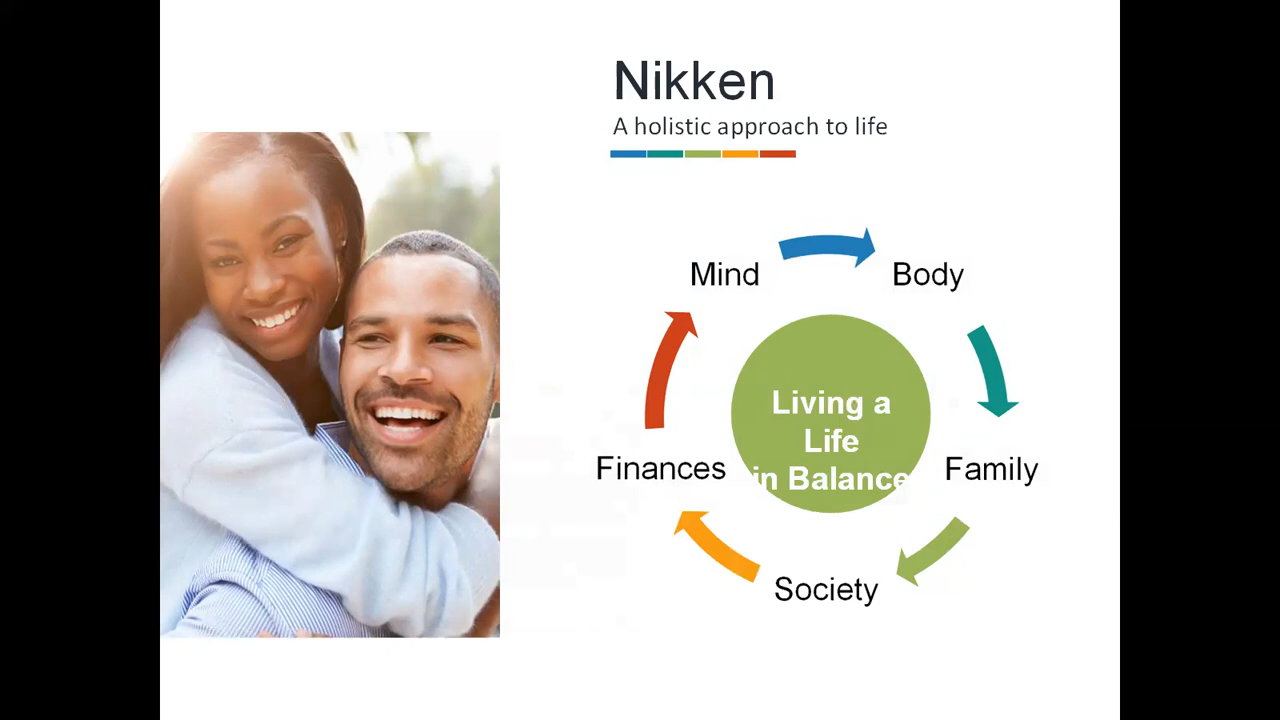 Nikken
A holistic approach to life
Mind
Body
Living a
Life
in Balance
Finances
Family
Society